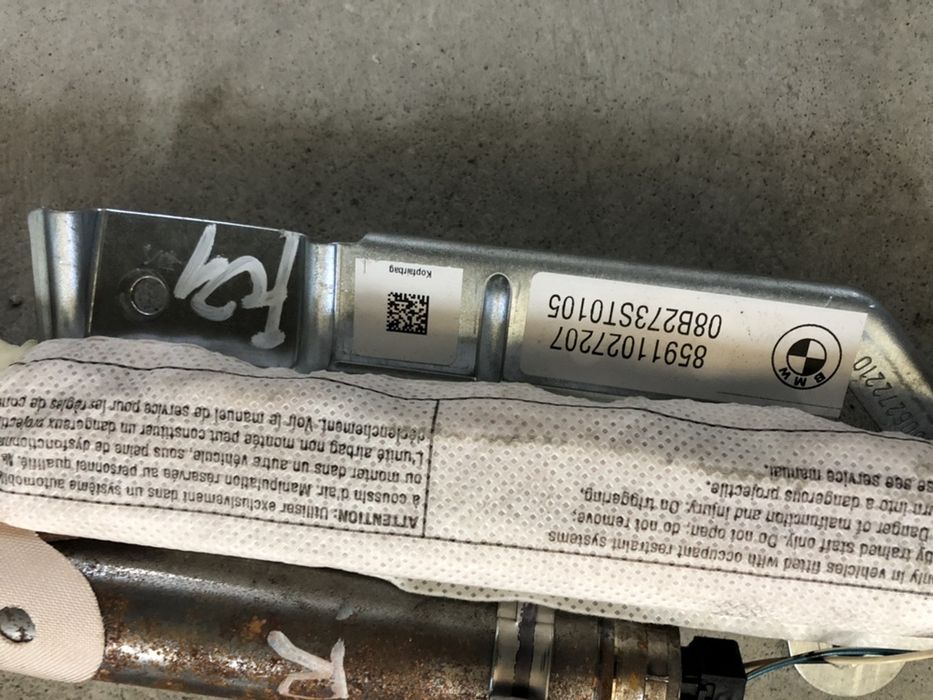 BMW
85911027207
08B273ST0105
Kopfairbag
only in vehicles fitted with occupant restraint systems
by trained staff only. Do not open, do not remove,
Danger of malfunction and injury. On triggering,
turn into a dangerous projectile.
see service manual.
ATTENTION: Utiliser exclusivement dans un système automobile
à coussin d'air. Manipulation réservée au personnel qualifié. Ne
ou monter dans un autre véhicule, sous peine de dysfonctionne
L'unité airbag non montée peut constituer un dangereux projectile
déclenchement. Voir le manuel de service pour les règles de